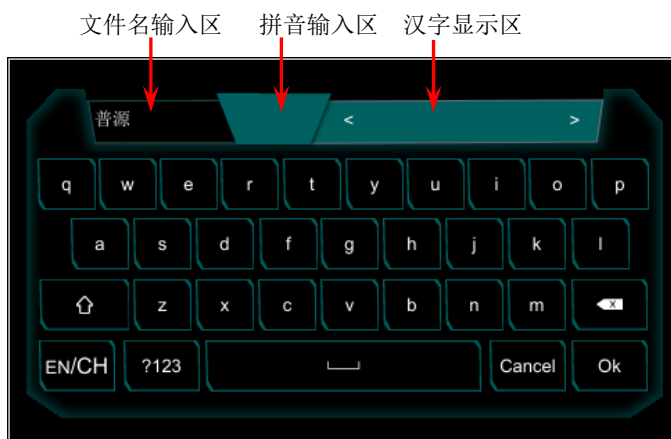 文件名输入区 拼音输入区 汉字显示区
普源 < >
q w e r t y u i o p
a s d f g h j k l
z x c v b n m x
EN/CH ?123 Cancel Ok